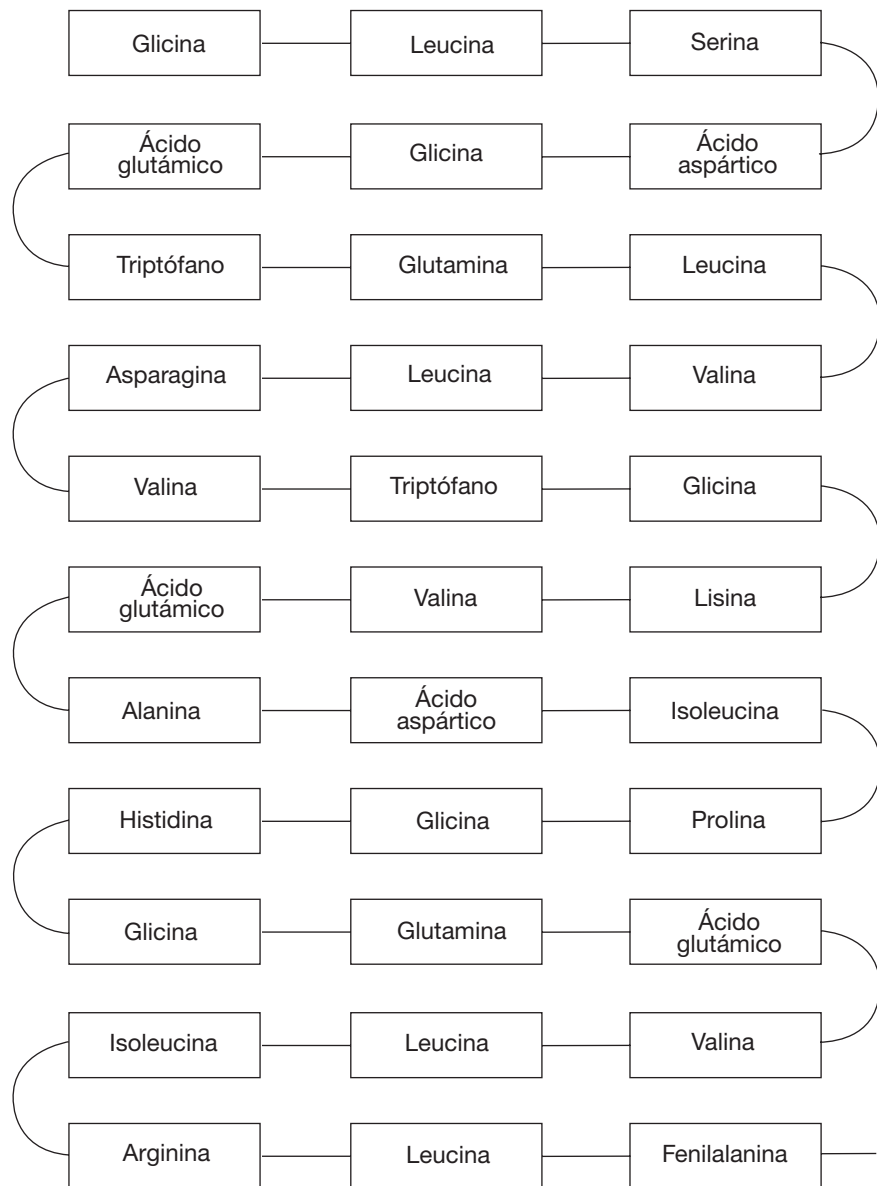 Glicina Leucina Serina
Ácido glutámico Glicina Ácido aspártico
Triptófano Glutamina Leucina
Asparagina Leucina Valina
Valina Triptófano Glicina
Ácido glutámico Valina Lisina
Alanina Ácido aspártico Isoleucina
Histidina Glicina Prolina
Glicina Glutamina Ácido glutámico
Isoleucina Leucina Valina
Arginina Leucina Fenilalanina